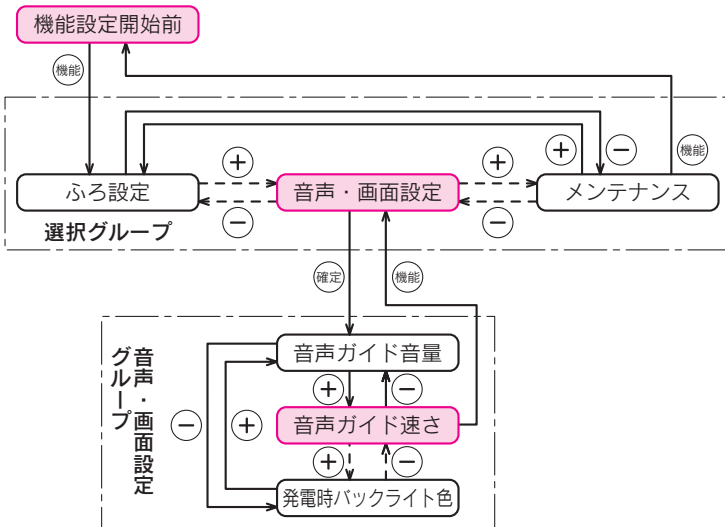 機能設定開始前
機能
＋
－
機能
ふろ設定
＋
－
音声・画面設定
＋
－
メンテナンス
選択グループ
確定
機能
音声・画面設定
グループ
音声ガイド音量
＋
－
－
＋
音声ガイド速さ
＋
－
発電時バックライト色